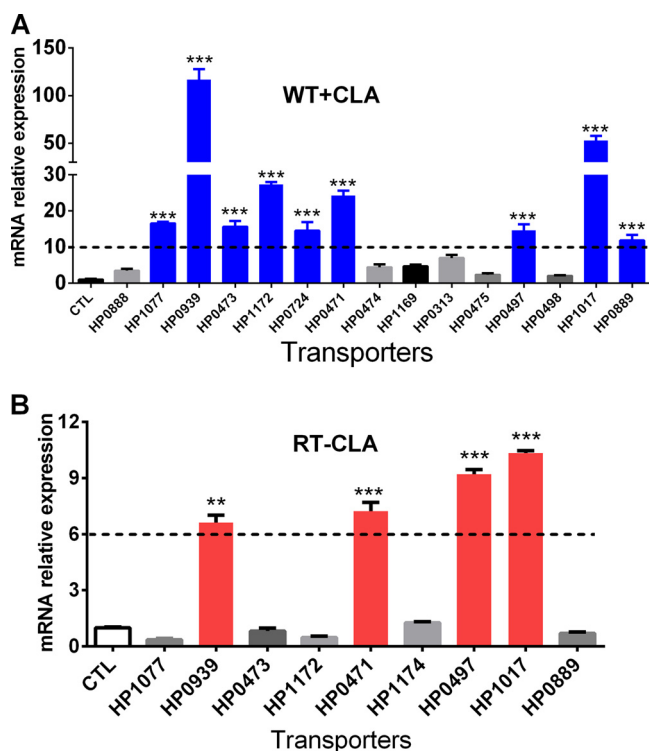 A
mRNA relative expression
150
100
50
30
20
10
0
WT+CLA
***
***
***
***
***
***
***
***
***
CTL
HP0888
HP1077
HP0939
HP0473
HP1172
HP0724
HP0471
HP0474
HP1169
HP0313
HP0475
HP0497
HP0498
HP1017
HP0889
Transporters
B
mRNA relative expression
12
9
6
3
0
RT-CLA
**
***
***
***
CTL
HP1077
HP0939
HP0473
HP1172
HP0471
HP1174
HP0497
HP1017
HP0889
Transporters